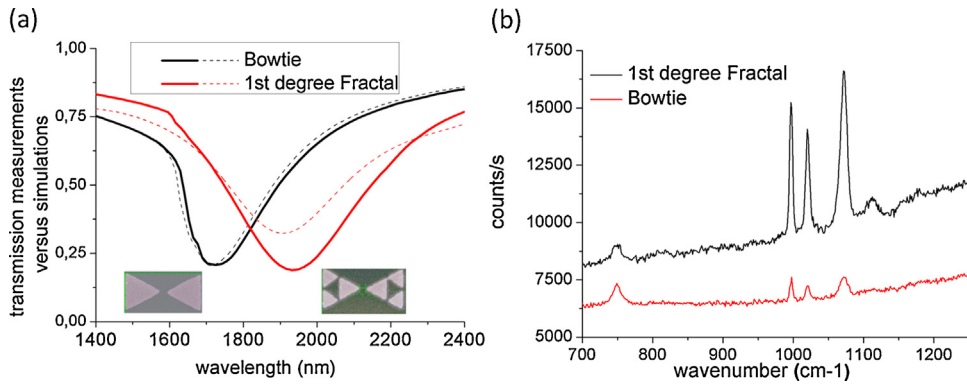 (a)
transmission measurements
versus simulations
1,00
0,75
0,50
0,25
0,00
Bowtie
1st degree Fractal
1400
1600
1800
2000
2200
2400
wavelength (nm)
(b)
counts/s
17500
15000
12500
10000
7500
5000
1st degree Fractal
Bowtie
700
800
900
1000
1100
1200
wavenumber (cm-1)